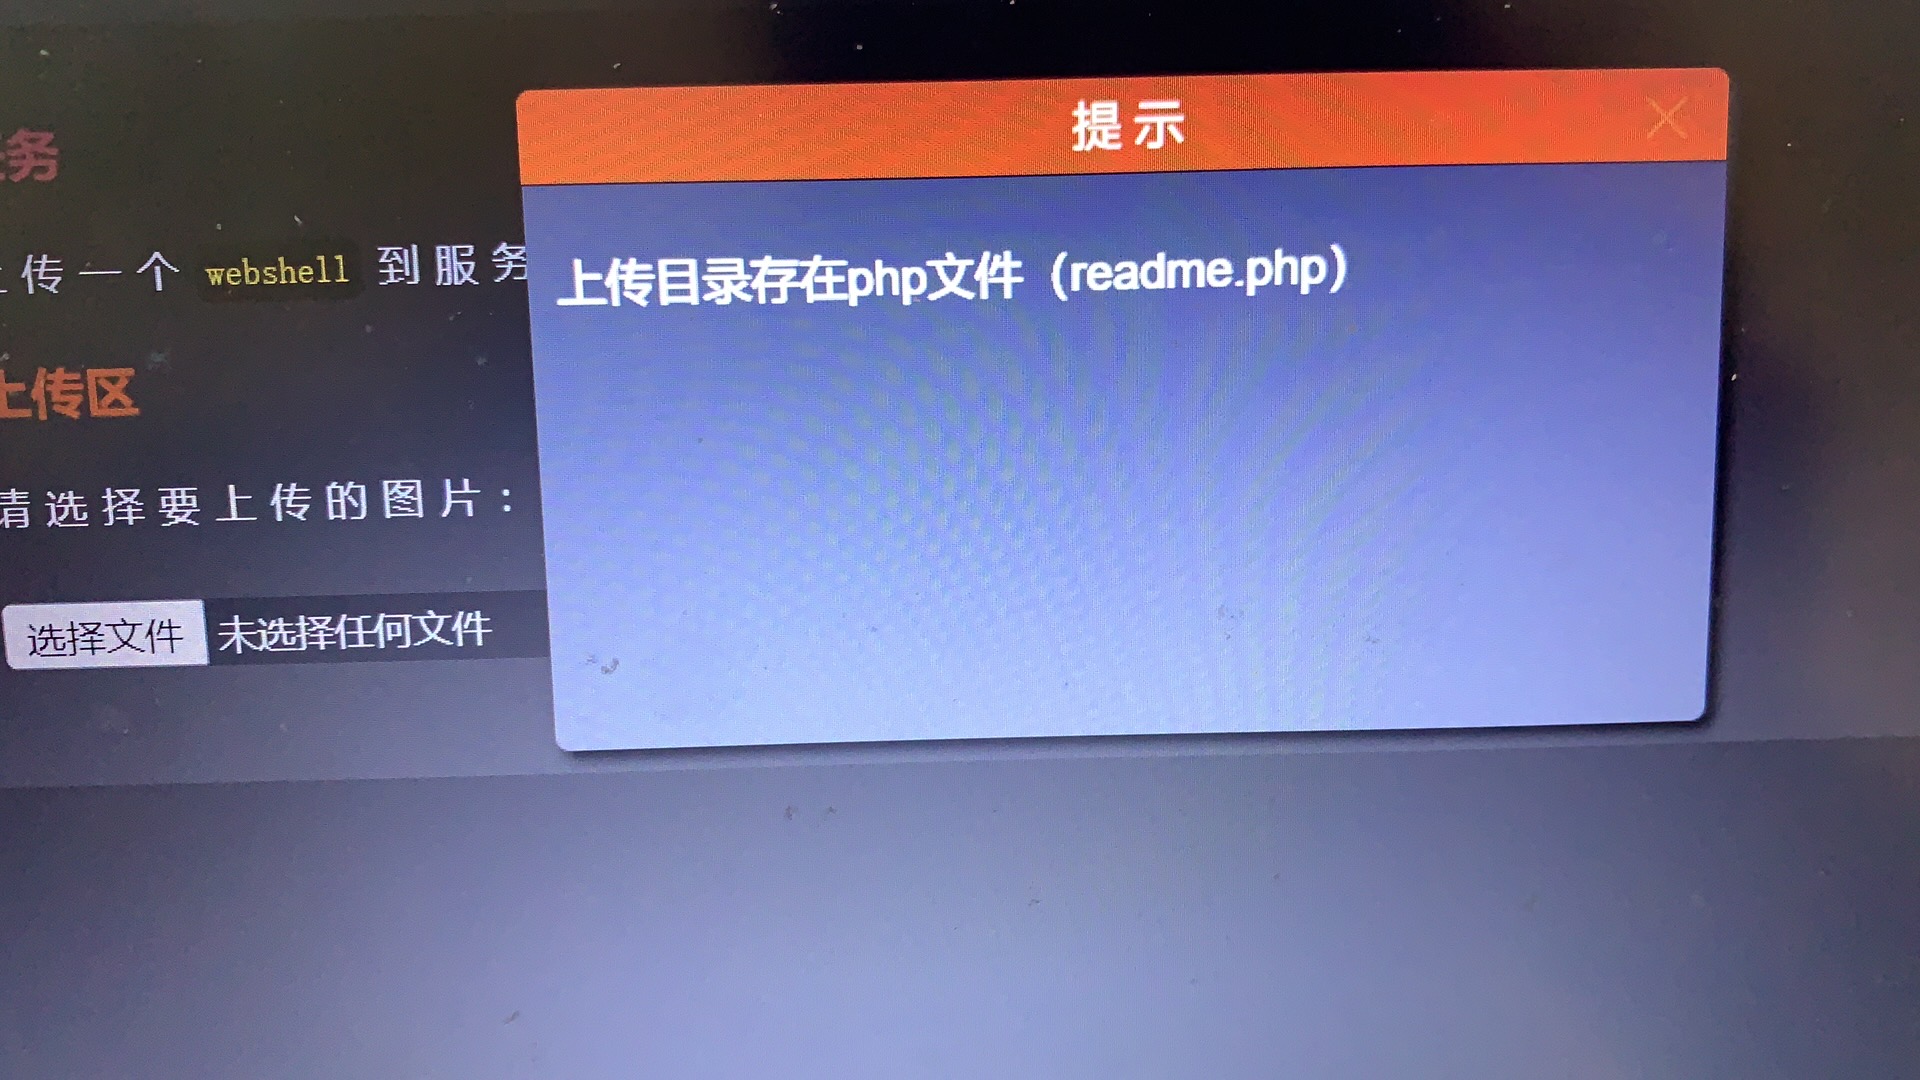 提示
务
上传一个 webshell 到服务
上传目录存在php文件（readme.php）
上传区
请选择要上传的图片：
选择文件 未选择任何文件